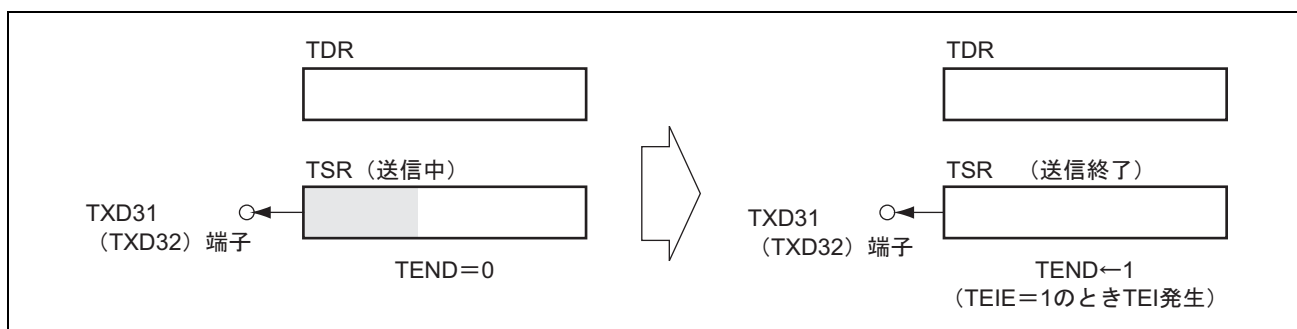 TDR
TSR（送信中）
TXD31
（TXD32）端子
TEND＝0
TDR
TSR　（送信終了）
TXD31
（TXD32）端子
TEND←1
（TEIE＝1のときTEI発生）